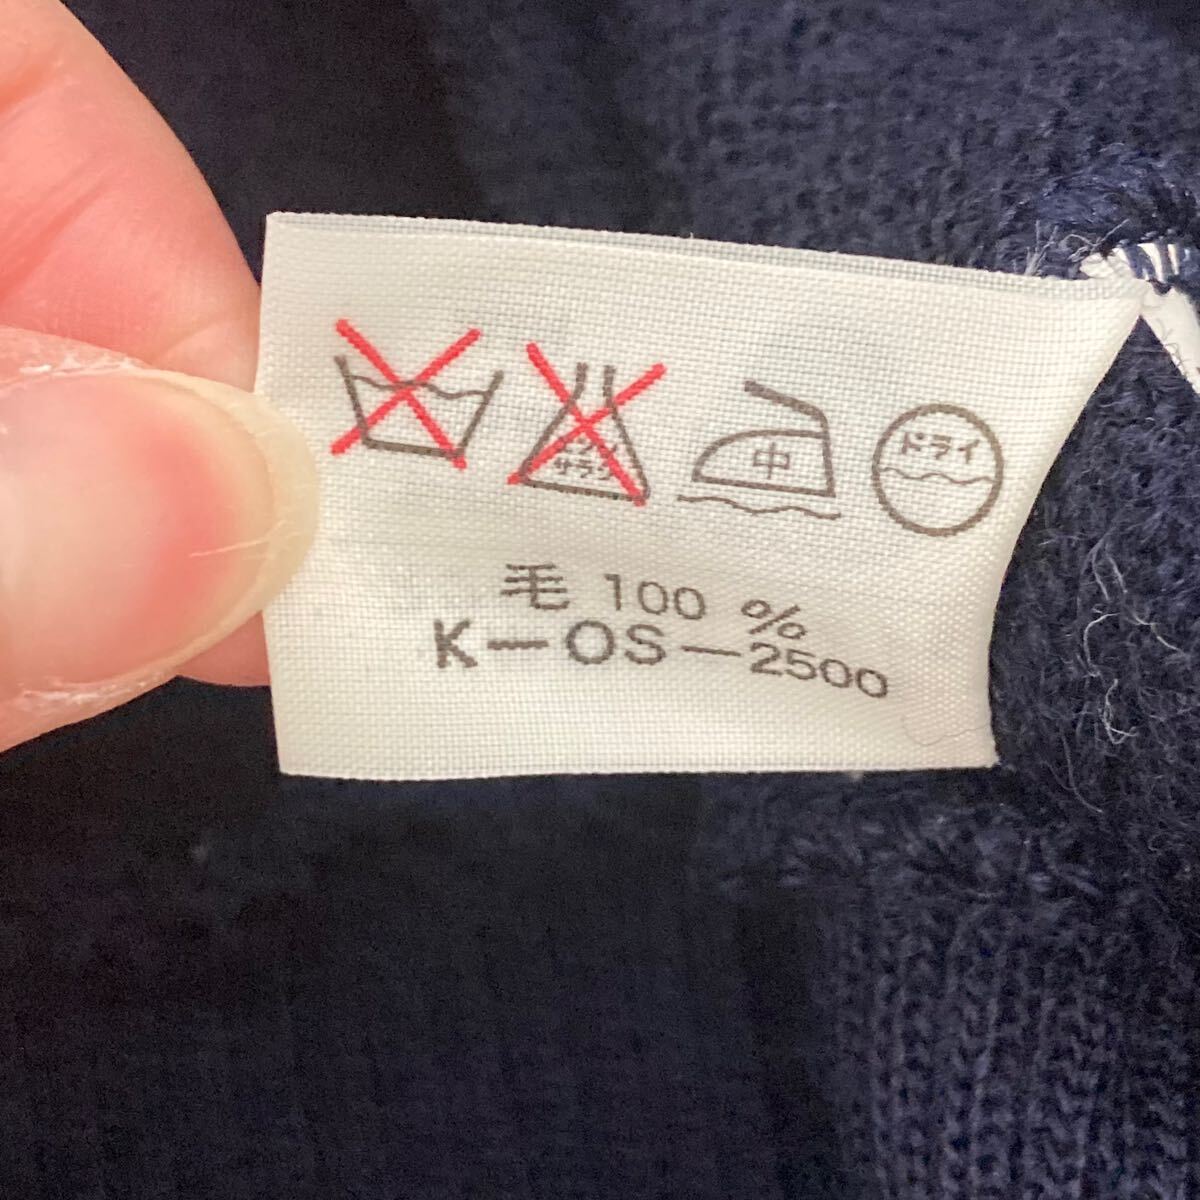 サラシ
中
ドライ
毛 100 %
K-OS-2500